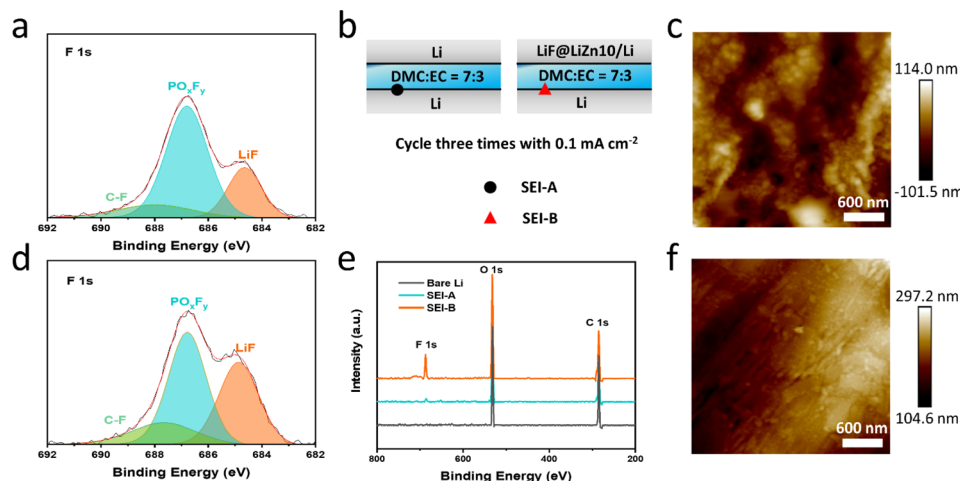 a
F 1s
POxFy
LiF
C-F
692 690 688 686 684 682
Binding Energy (eV)
b
Li
DMC:EC = 7:3
Li
LiF@LiZn10/Li
DMC:EC = 7:3
Li
Cycle three times with 0.1 mA cm⁻²
SEI-A
SEI-B
c
114.0 nm
-101.5 nm
600 nm
d
F 1s
POxFy
LiF
C-F
692 690 688 686 684 682
Binding Energy (eV)
e
Bare Li
SEI-A
SEI-B
O 1s
F 1s
C 1s
Intensity (a.u.)
800 600 400 200
Binding Energy (eV)
f
297.2 nm
104.6 nm
600 nm